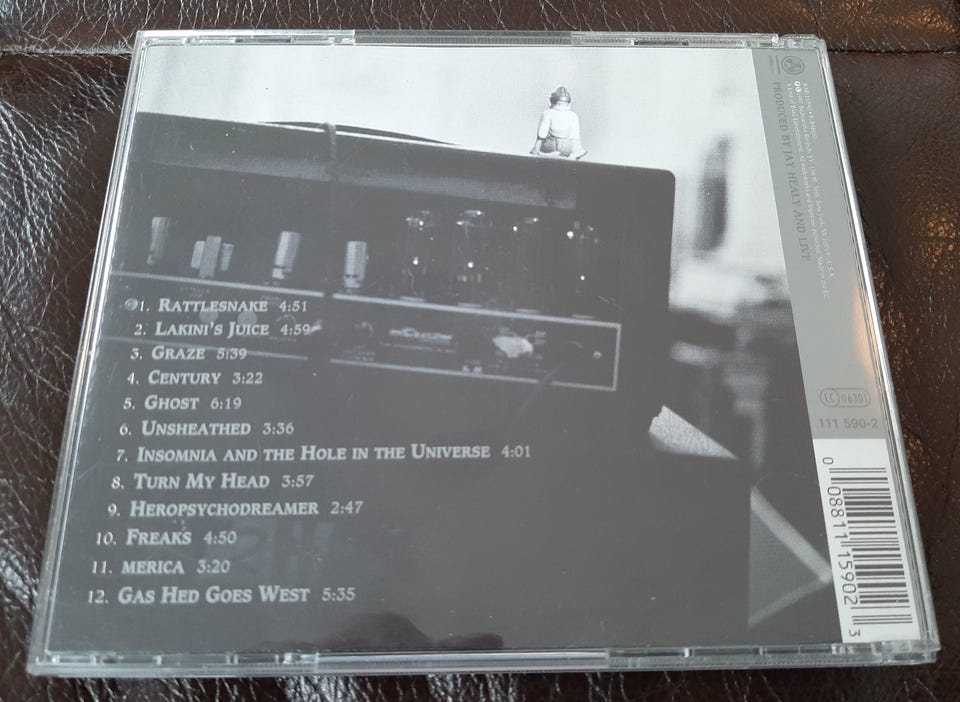 1. RATTLESNAKE 4:51
2. LAKINI'S JUICE 4:59
3. GRAZE 5:39
4. CENTURY 3:22
5. GHOST 6:19
6. UNSHEATHED 3:36
7. INSOMNIA AND THE HOLE IN THE UNIVERSE 4:01
8. TURN MY HEAD 3:57
9. HEROPSYCHODREAMER 2:47
10. FREAKS 4:50
11. MERICA 3:20
12. GAS HED GOES WEST 5:35
PRODUCED BY JAY HEALY AND LIVE
LC 06201
111 590-2
0 08811 15902 3